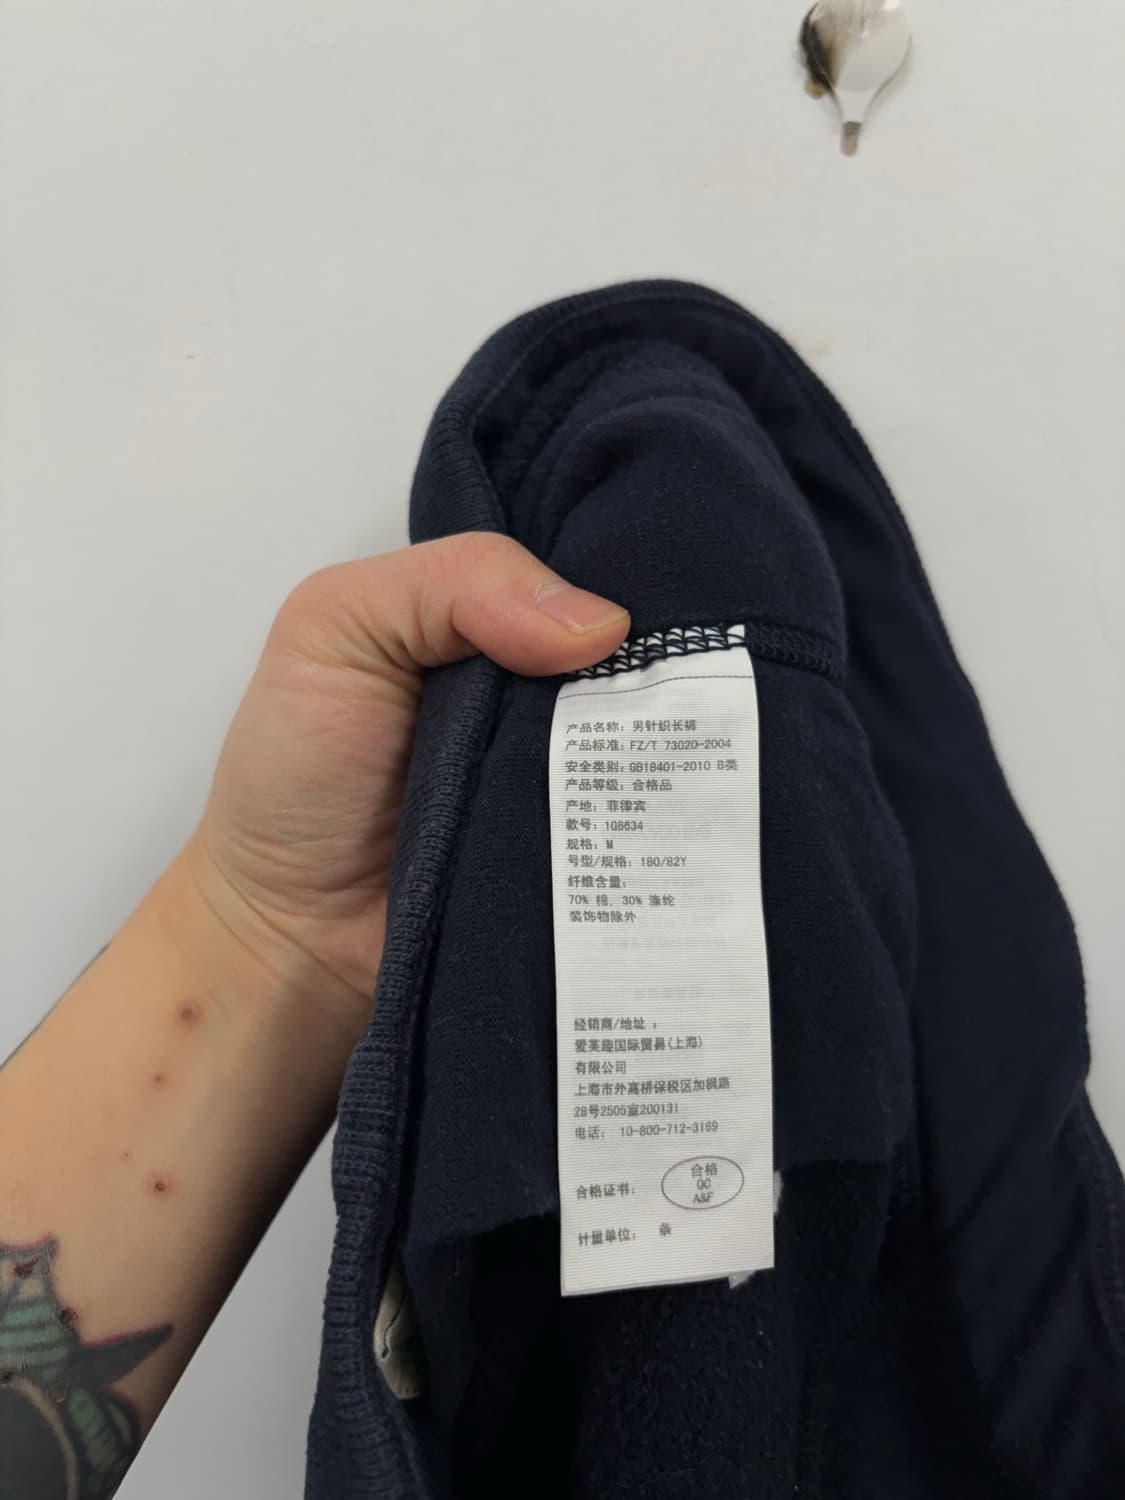 产品名称：男针织长裤
产品标准：FZ/T 73020-2004
安全类别：GB18401-2010 B类
产品等级：合格品
产地：菲律宾
款号：1G8634
规格：M
号型/规格：180/82Y
纤维含量：
70% 棉，30% 涤纶
装饰物除外
经销商/地址：
爱芙趣国际贸易(上海)
有限公司
上海市外高桥保税区加枫路
28号2505室200131
电话： 10-800-712-3169
合格证书：
合格
QC
A&F
计量单位： 条